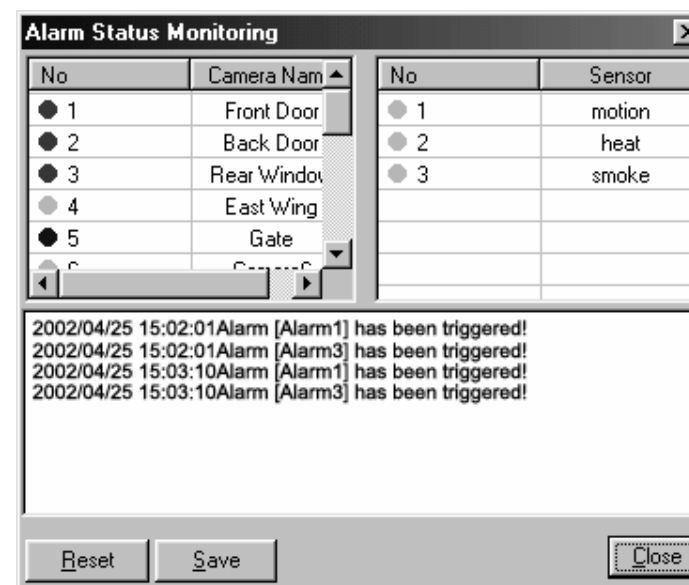 Alarm Status Monitoring
No Camera Nam
1 Front Door
2 Back Door
3 Rear Window
4 East Wing
5 Gate
No Sensor
1 motion
2 heat
3 smoke
2002/04/25 15:02:01Alarm [Alarm1] has been triggered!
2002/04/25 15:02:01Alarm [Alarm3] has been triggered!
2002/04/25 15:03:10Alarm [Alarm1] has been triggered!
2002/04/25 15:03:10Alarm [Alarm3] has been triggered!
Reset Save Close